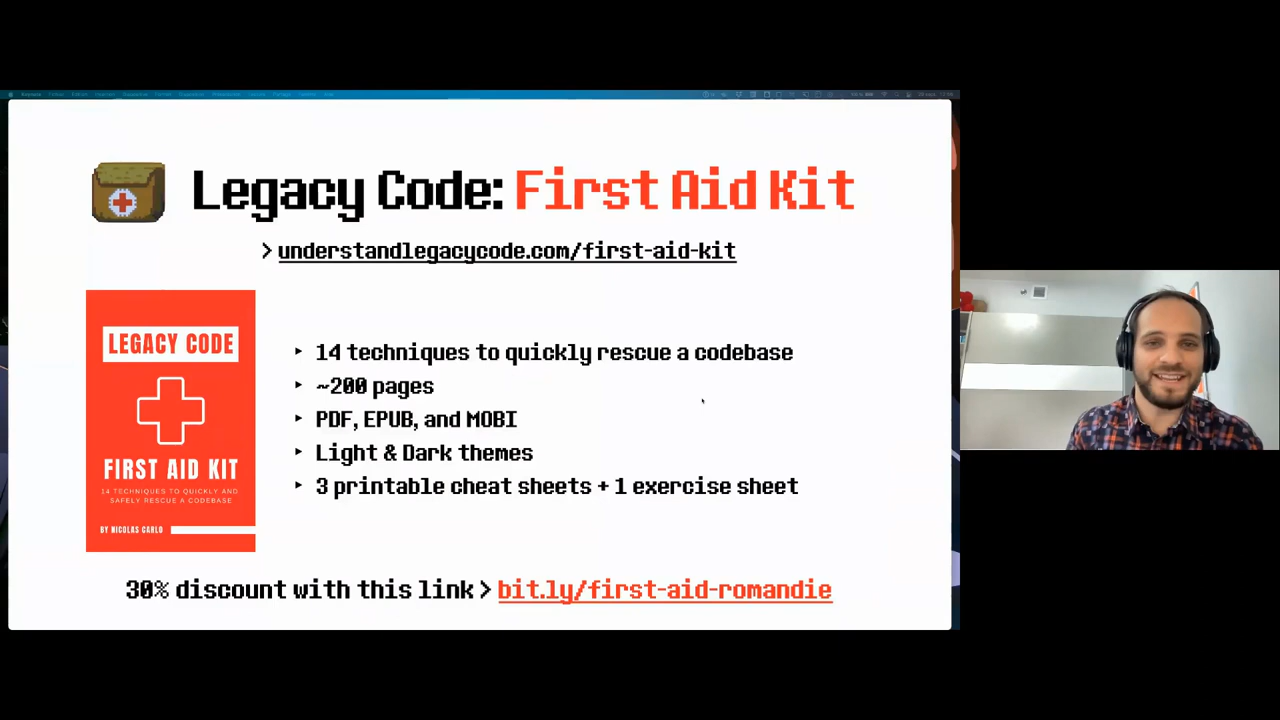 Legacy Code: First Aid Kit
> understandlegacycode.com/first-aid-kit
LEGACY CODE
FIRST AID KIT
14 TECHNIQUES TO QUICKLY AND
SAFELY RESCUE A CODEBASE
BY NICOLAS CARLO
‣ 14 techniques to quickly rescue a codebase
‣ ~200 pages
‣ PDF, EPUB, and MOBI
‣ Light & Dark themes
‣ 3 printable cheat sheets + 1 exercise sheet
30% discount with this link > bit.ly/first-aid-romandie